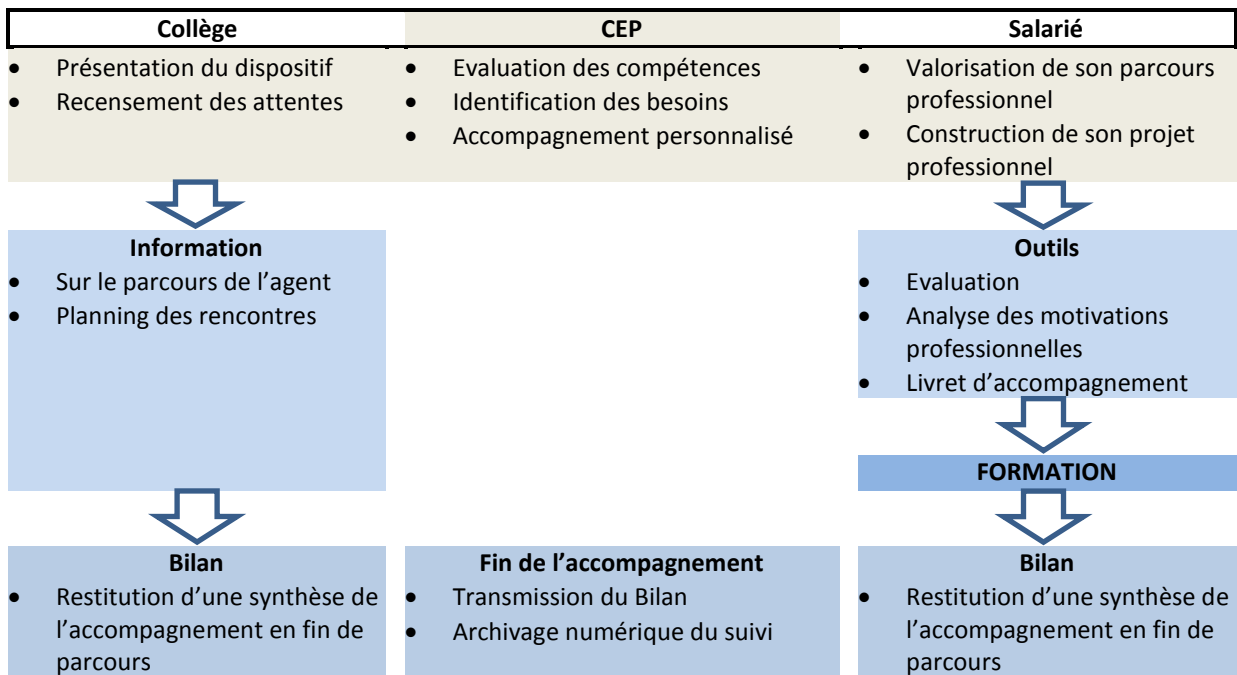 Collège
CEP
Salarié
• Présentation du dispositif
• Recensement des attentes
• Evaluation des compétences
• Identification des besoins
• Accompagnement personnalisé
• Valorisation de son parcours
professionnel
• Construction de son projet
professionnel
Information
• Sur le parcours de l’agent
• Planning des rencontres
Outils
• Evaluation
• Analyse des motivations
professionnelles
• Livret d’accompagnement
FORMATION
Bilan
• Restitution d’une synthèse de
l’accompagnement en fin de
parcours
Fin de l’accompagnement
• Transmission du Bilan
• Archivage numérique du suivi
Bilan
• Restitution d’une synthèse de
l’accompagnement en fin de
parcours